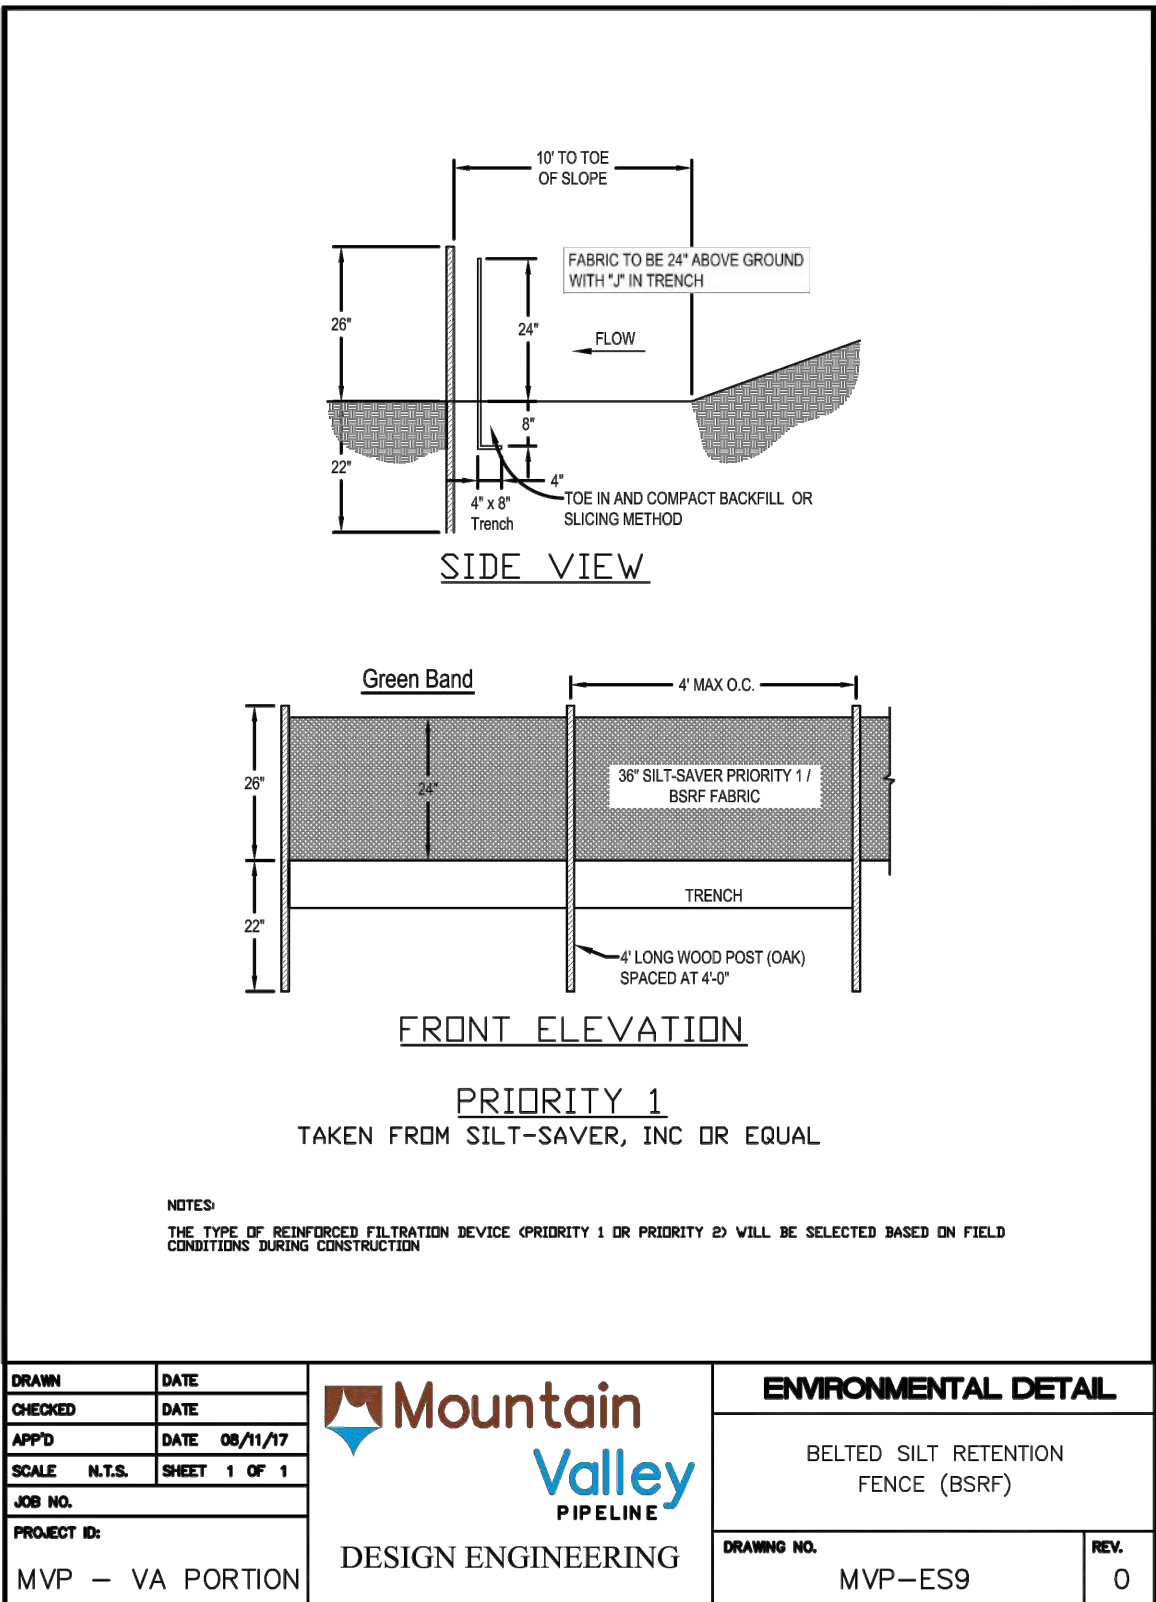 10' TO TOE
OF SLOPE
FABRIC TO BE 24" ABOVE GROUND
WITH "J" IN TRENCH
26"
24"
FLOW
8"
22"
4"
4" x 8"
Trench
TOE IN AND COMPACT BACKFILL OR
SLICING METHOD
SIDE VIEW
Green Band
4' MAX O.C.
26"
24"
36" SILT-SAVER PRIORITY 1 /
BSRF FABRIC
TRENCH
22"
4' LONG WOOD POST (OAK)
SPACED AT 4'-0"
FRONT ELEVATION
PRIORITY 1
TAKEN FROM SILT-SAVER, INC OR EQUAL
NOTES:
THE TYPE OF REINFORCED FILTRATION DEVICE (PRIORITY 1 OR PRIORITY 2) WILL BE SELECTED BASED ON FIELD
CONDITIONS DURING CONSTRUCTION
DRAWN DATE
CHECKED DATE
APP'D DATE 08/11/17
SCALE N.T.S. SHEET 1 OF 1
JOB NO.
PROJECT ID:
MVP - VA PORTION
Mountain
Valley
PIPELINE
DESIGN ENGINEERING
ENVIRONMENTAL DETAIL
BELTED SILT RETENTION
FENCE (BSRF)
DRAWING NO.
MVP-ES9
REV.
0